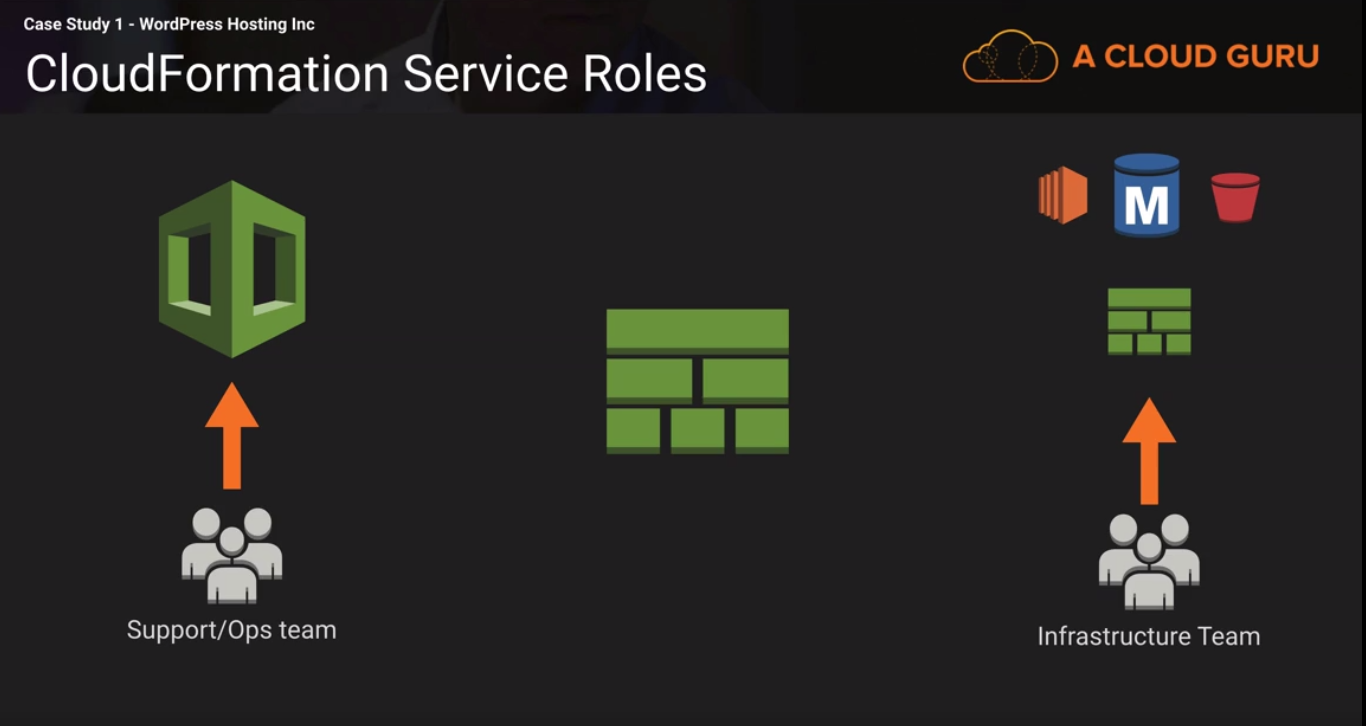 Case Study 1 - WordPress Hosting Inc
CloudFormation Service Roles
A CLOUD GURU
M
Support/Ops team
Infrastructure Team